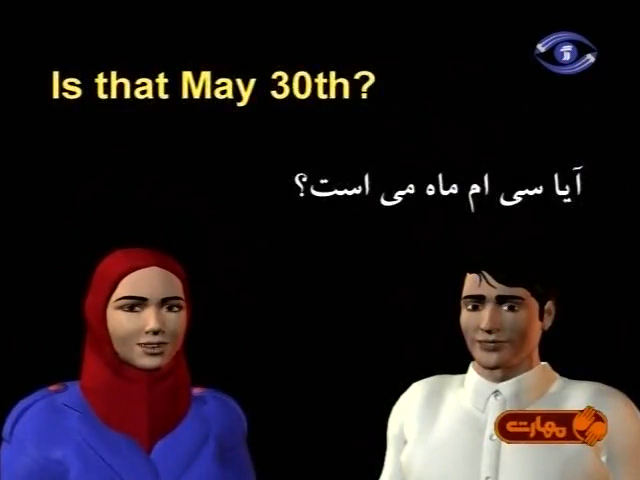 Is that May 30th?
آیا سی ام ماه می است؟
مهارت